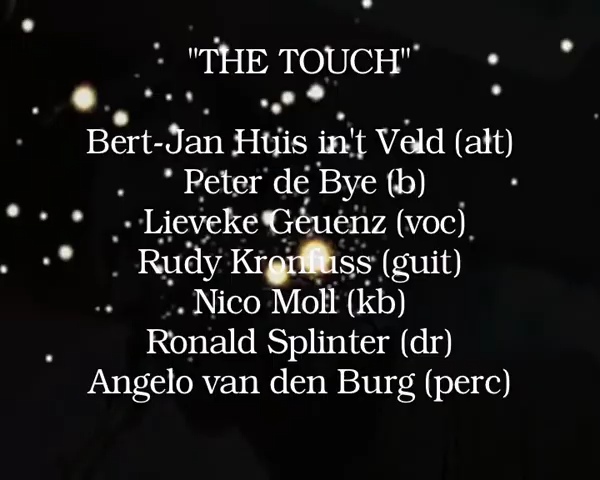 "THE TOUCH"
Bert-Jan Huis in't Veld (alt)
Peter de Bye (b)
Lieveke Geuenz (voc)
Rudy Kronfuss (guit)
Nico Moll (kb)
Ronald Splinter (dr)
Angelo van den Burg (perc)